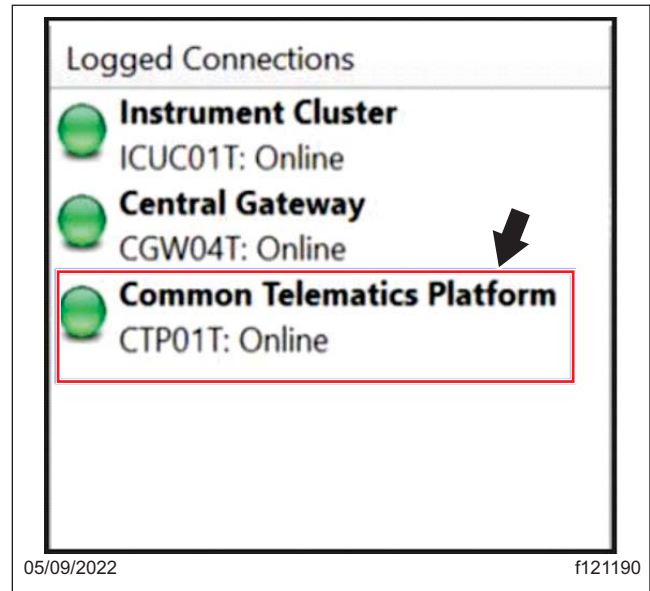 Logged Connections
Instrument Cluster
ICUC01T: Online
Central Gateway
CGW04T: Online
Common Telematics Platform
CTP01T: Online
05/09/2022
f121190